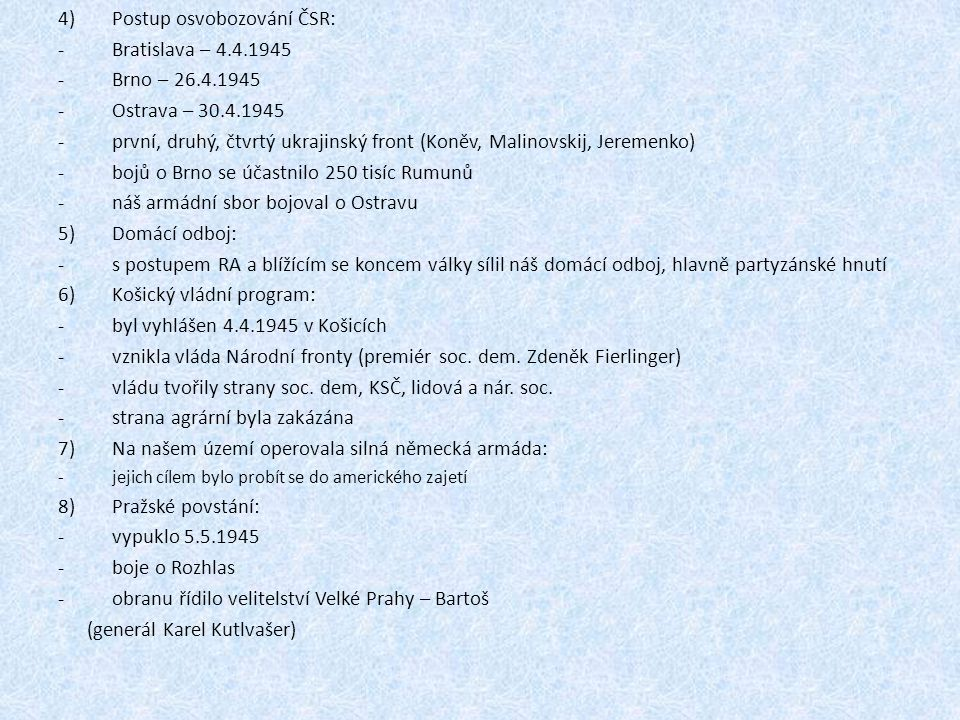 4) Postup osvobozování ČSR:
- Bratislava – 4.4.1945
- Brno – 26.4.1945
- Ostrava – 30.4.1945
- první, druhý, čtvrtý ukrajinský front (Koněv, Malinovskij, Jeremenko)
- bojů o Brno se účastnilo 250 tisíc Rumunů
- náš armádní sbor bojoval o Ostravu
5) Domácí odboj:
- s postupem RA a blížícím se koncem války sílil náš domácí odboj, hlavně partyzánské hnutí
6) Košický vládní program:
- byl vyhlášen 4.4.1945 v Košicích
- vznikla vláda Národní fronty (premiér soc. dem. Zdeněk Fierlinger)
- vládu tvořily strany soc. dem, KSČ, lidová a nár. soc.
- strana agrární byla zakázána
7) Na našem území operovala silná německá armáda:
- jejich cílem bylo probít se do amerického zajetí
8) Pražské povstání:
- vypuklo 5.5.1945
- boje o Rozhlas
- obranu řídilo velitelství Velké Prahy – Bartoš
(generál Karel Kutlvašer)